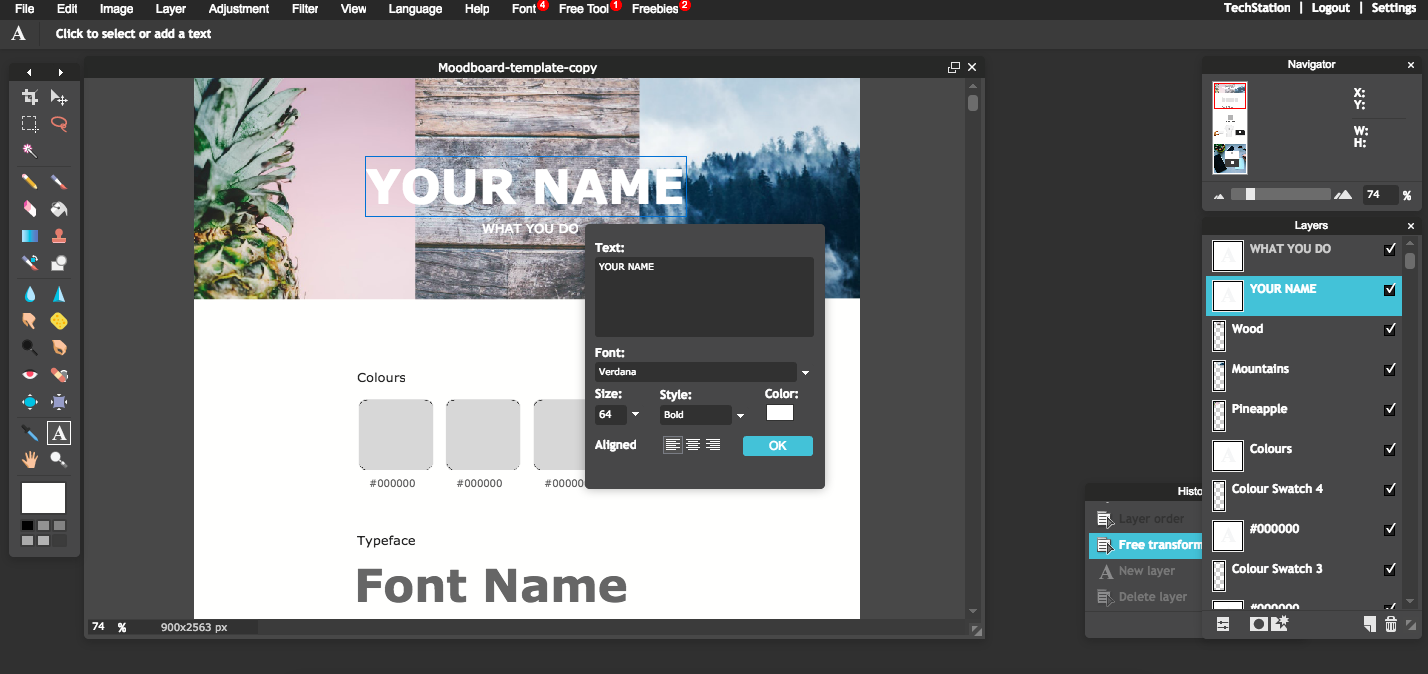 File Edit Image Layer Adjustment Filter View Language Help Font 4 Free Tool 1 Freebies 2 TechStation | Logout | Settings
A Click to select or add a text
Moodboard-template-copy
YOUR NAME
WHAT YOU DO
Text:
YOUR NAME
Font:
Verdana
Size: Style: Color:
64 Bold
Aligned OK
Colours
#000000 #000000
Typeface
Font Name
74 % 900x2563 px
A
Navigator
X:
Y:
W:
H:
74 %
Layers
WHAT YOU DO
YOUR NAME
Wood
Mountains
Pineapple
Colours
Colour Swatch 4
#000000
Colour Swatch 3
#000000
Layer order
Free transform
A New layer
Delete layer